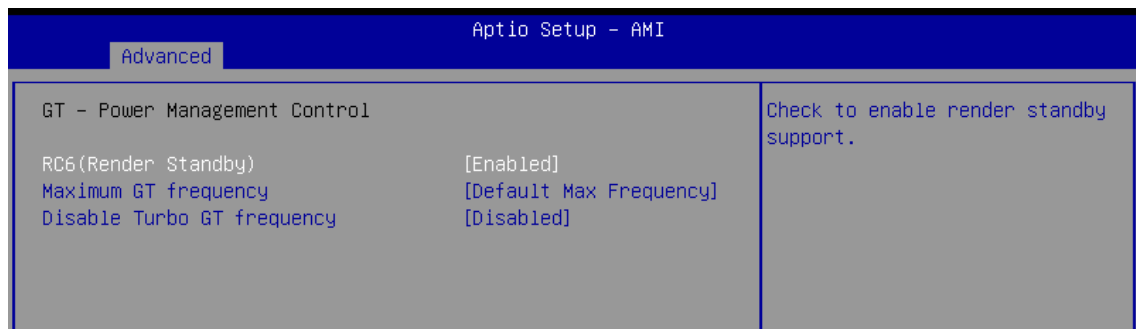 Aptio Setup – AMI
Advanced
GT – Power Management Control
RC6(Render Standby) [Enabled]
Maximum GT frequency [Default Max Frequency]
Disable Turbo GT frequency [Disabled]
Check to enable render standby
support.